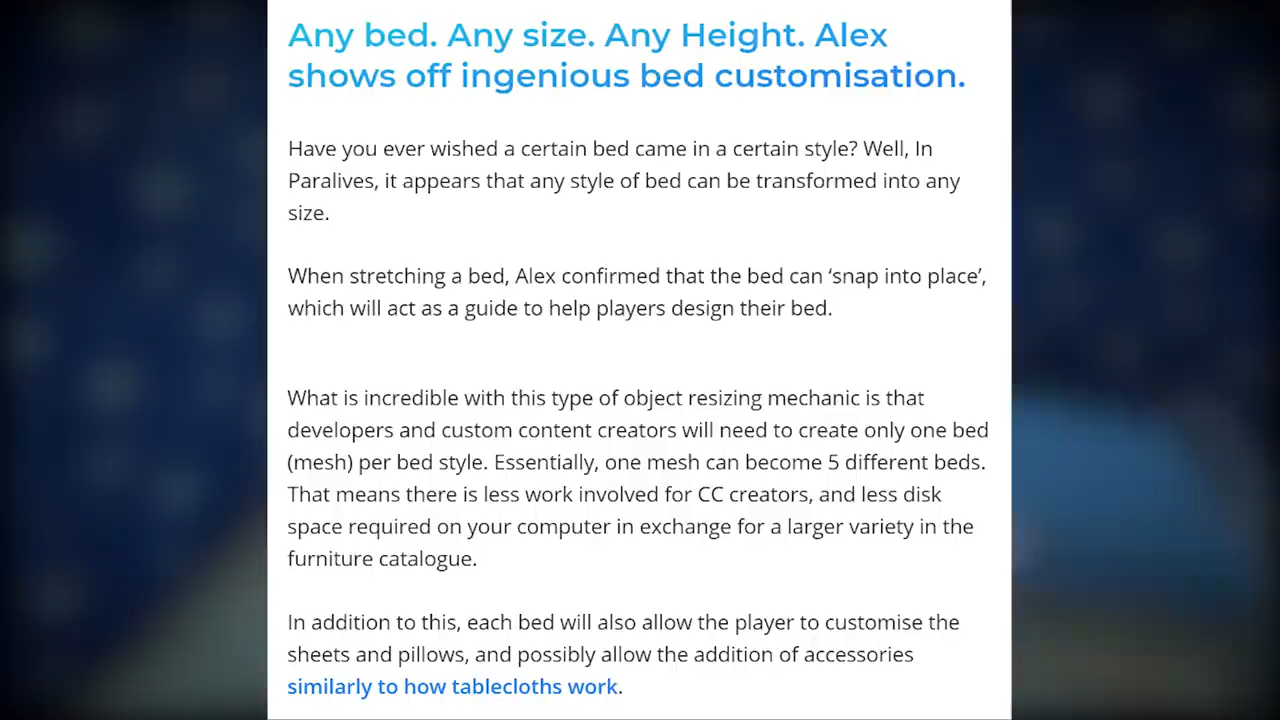 Any bed. Any size. Any Height. Alex
shows off ingenious bed customisation.
Have you ever wished a certain bed came in a certain style? Well, In
Paralives, it appears that any style of bed can be transformed into any
size.
When stretching a bed, Alex confirmed that the bed can ‘snap into place’,
which will act as a guide to help players design their bed.
What is incredible with this type of object resizing mechanic is that
developers and custom content creators will need to create only one bed
(mesh) per bed style. Essentially, one mesh can become 5 different beds.
That means there is less work involved for CC creators, and less disk
space required on your computer in exchange for a larger variety in the
furniture catalogue.
In addition to this, each bed will also allow the player to customise the
sheets and pillows, and possibly allow the addition of accessories
similarly to how tablecloths work.